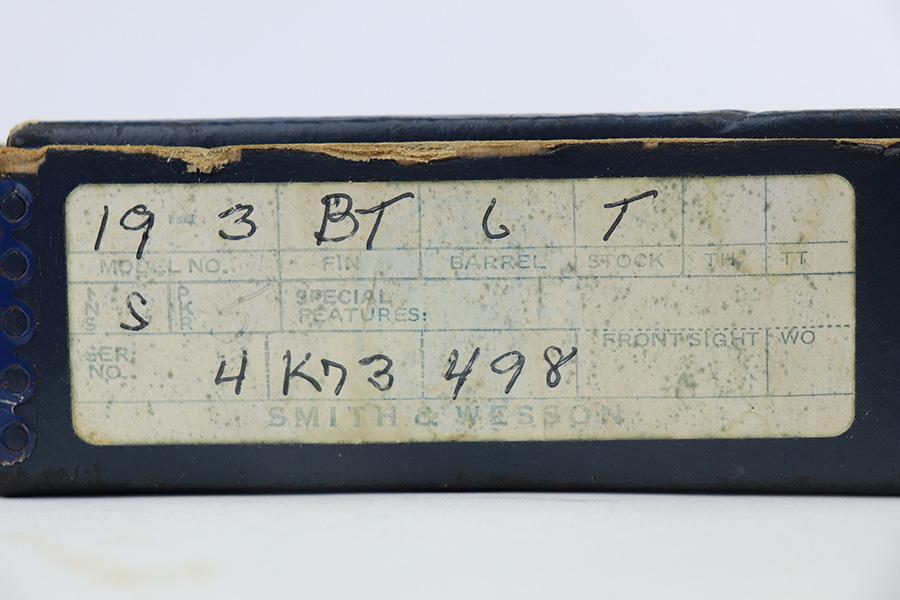 19-3 BT 6 T
MODEL NO. FIN BARREL STOCK TH TT
INS S PKR 5 SPECIAL FEATURES:
FRONT SIGHT WO
SER. NO. 4 K73 498
SMITH & WESSON